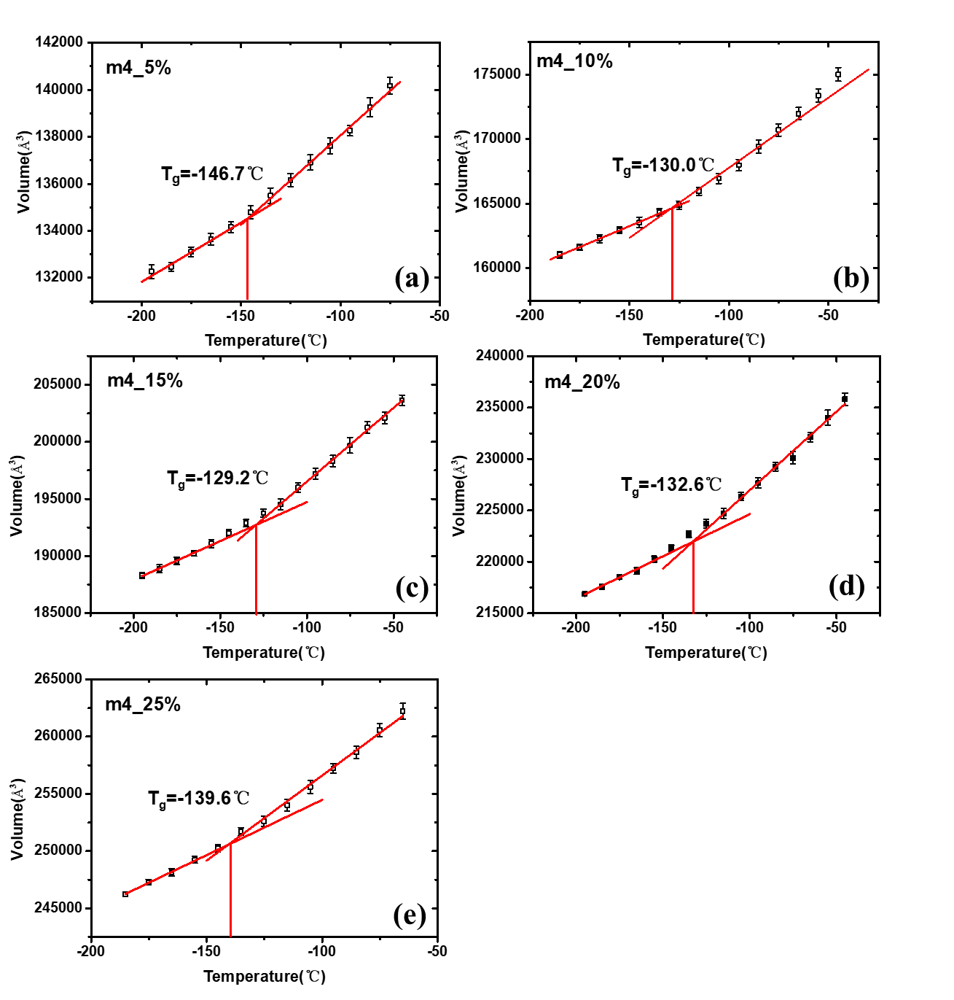 m4_5%
142000
140000
138000
136000
134000
132000
Volume(Å³)
Tg=-146.7℃
(a)
-200
-150
-100
-50
Temperature(℃)
m4_10%
175000
170000
165000
160000
Volume(Å³)
Tg=-130.0℃
(b)
-200
-150
-100
-50
Temperature(℃)
m4_15%
205000
200000
195000
190000
185000
Volume(Å³)
Tg=-129.2℃
(c)
-200
-150
-100
-50
Temperature(℃)
m4_20%
240000
235000
230000
225000
220000
215000
Volume(Å³)
Tg=-132.6℃
(d)
-200
-150
-100
-50
Temperature(℃)
m4_25%
265000
260000
255000
250000
245000
Volume(Å³)
Tg=-139.6℃
(e)
-200
-150
-100
-50
Temperature(℃)